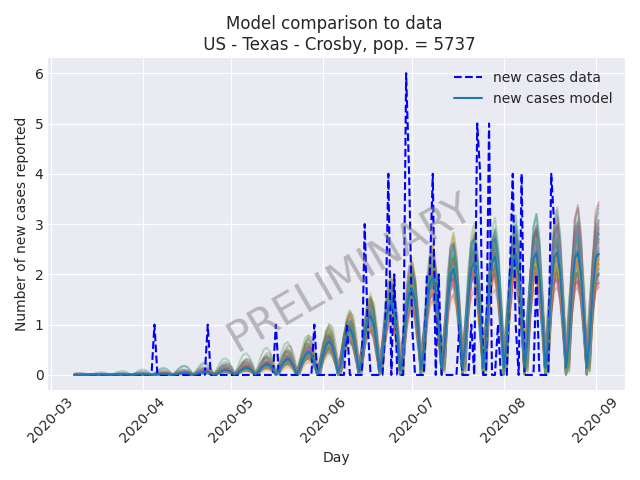 Model comparison to data
US - Texas - Crosby, pop. = 5737
Number of new cases reported
6
5
4
3
2
1
0
new cases data
new cases model
PRELIMINARY
2020-03
2020-04
2020-05
2020-06
2020-07
2020-08
2020-09
Day